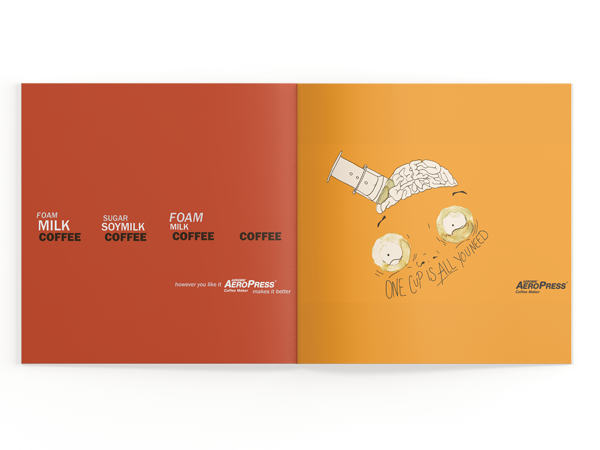 FOAM
MILK
COFFEE
SUGAR
SOYMILK
COFFEE
FOAM
MILK
COFFEE
COFFEE
however you like it
AEROPRESS
Coffee Maker
makes it better
ONE CUP IS ALL YOU NEED
AEROPRESS
Coffee Maker